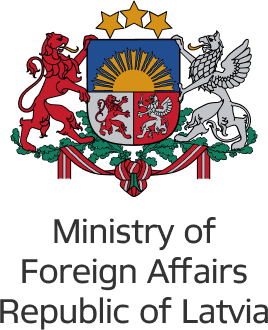 Ministry of
Foreign Affairs
Republic of Latvia